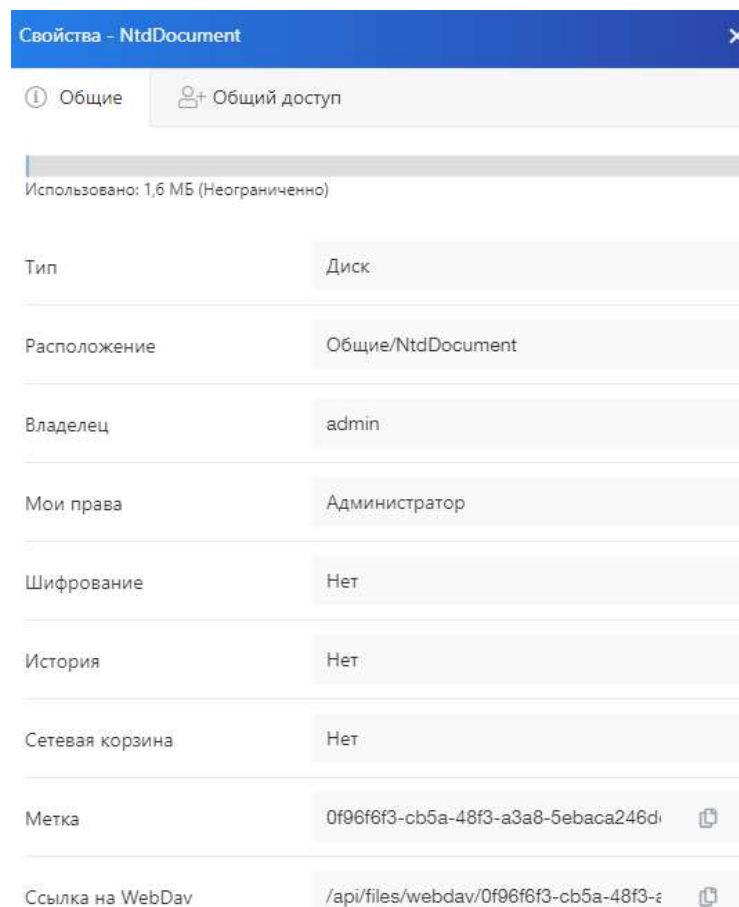 Свойства - NtdDocument
Общие
Общий доступ
Использовано: 1,6 МБ (Неограниченно)
Тип Диск
Расположение Общие/NtdDocument
Владелец admin
Мои права Администратор
Шифрование Нет
История Нет
Сетевая корзина Нет
Метка 0f96f6f3-cb5a-48f3-a3a8-5ebaca246d
Ссылка на WebDav /api/files/webdav/0f96f6f3-cb5a-48f3-